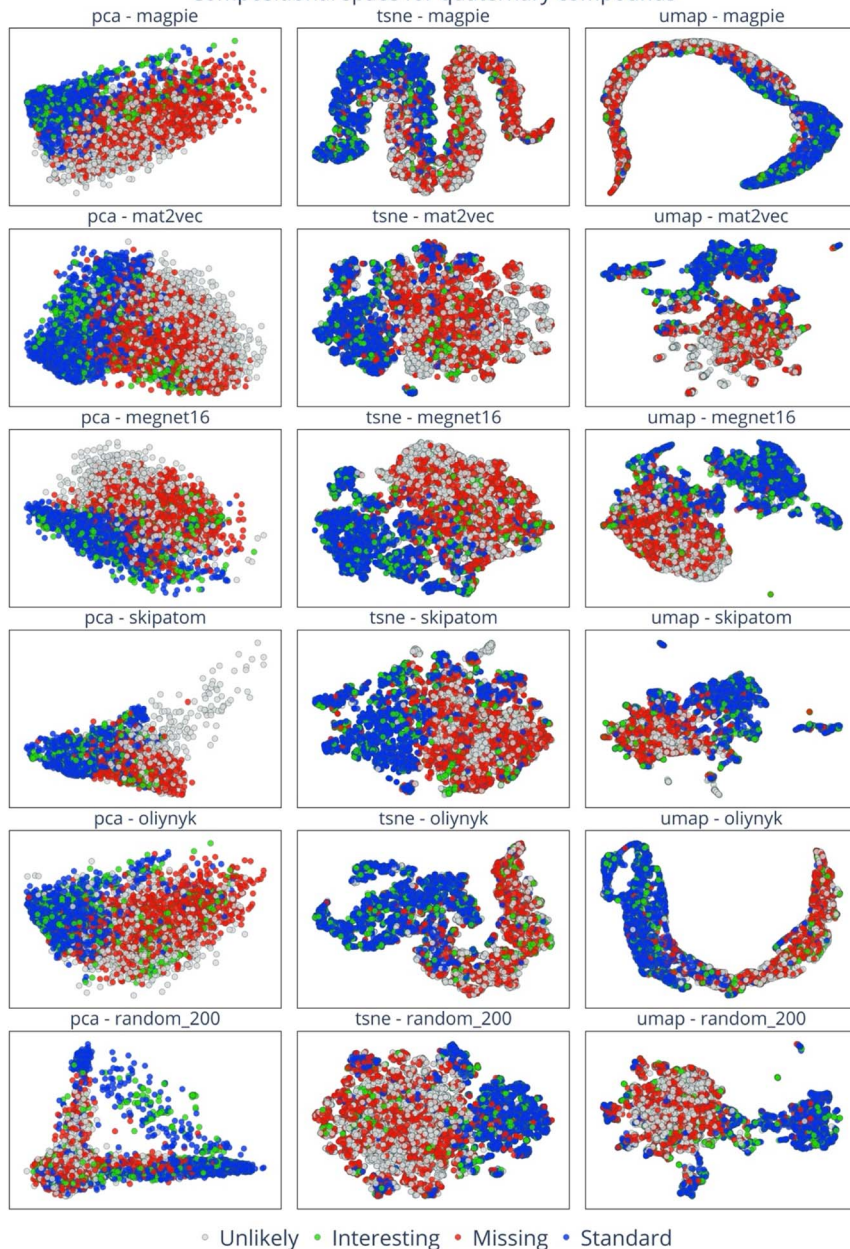 pca - magpie tsne - magpie umap - magpie
pca - mat2vec tsne - mat2vec umap - mat2vec
pca - megnet16 tsne - megnet16 umap - megnet16
pca - skipatom tsne - skipatom umap - skipatom
pca - oliynyk tsne - oliynyk umap - oliynyk
pca - random_200 tsne - random_200 umap - random_200
Unlikely Interesting Missing Standard